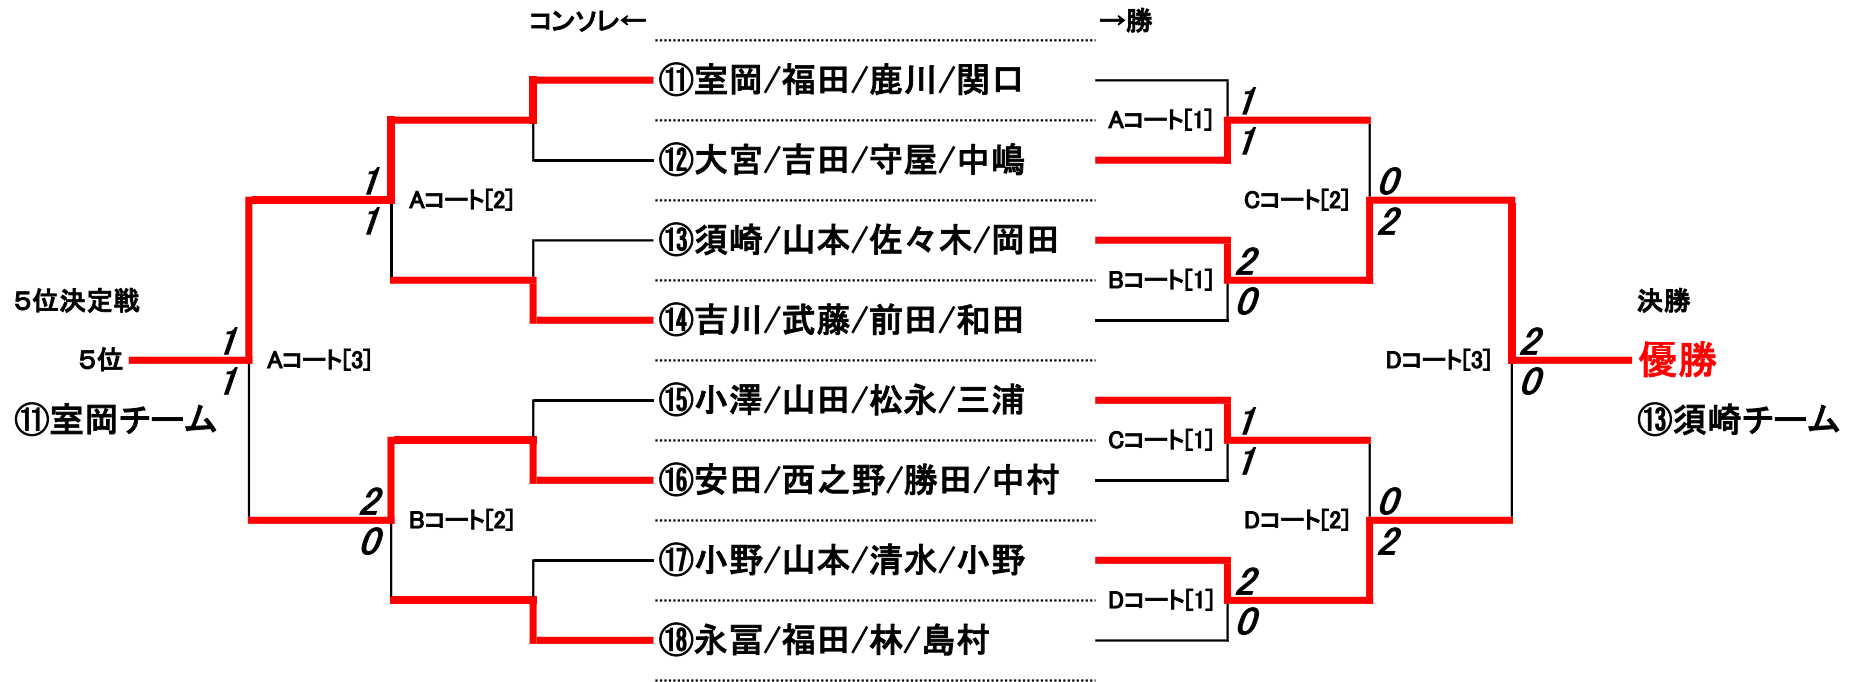 コンソレ← →勝
⑪室岡/福田/鹿川/関口
1
Aコート[1]
1
⑫大宮/吉田/守屋/中嶋
1 Aコート[2] Cコート[2] 0
1 2
⑬須崎/山本/佐々木/岡田
2
Bコート[1]
0
5位決定戦 決勝
⑭吉川/武藤/前田/和田
1 2
5位 Aコート[3] Dコート[3] 優勝
1 0
⑪室岡チーム ⑬須崎チーム
⑮小澤/山田/松永/三浦
1
Cコート[1]
1
⑯安田/西之野/勝田/中村
2 Bコート[2] Dコート[2] 0
0 2
⑰小野/山本/清水/小野
2
Dコート[1]
0
⑱永冨/福田/林/島村